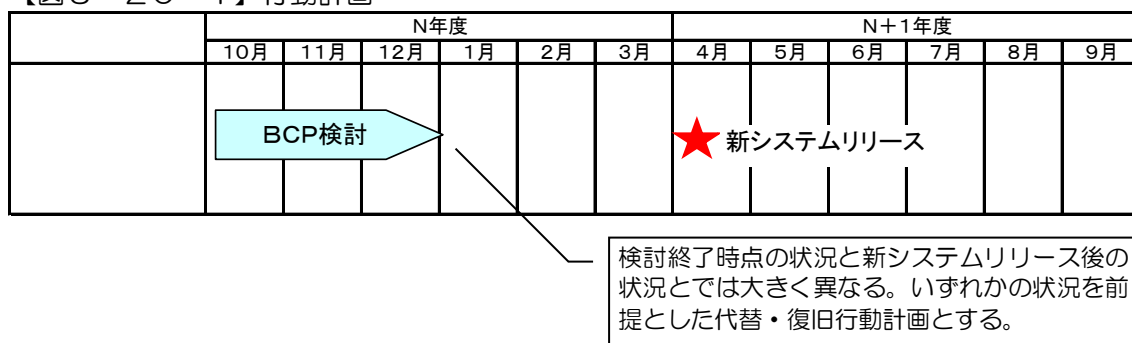 N年度 N+1年度
10月 11月 12月 1月 2月 3月 4月 5月 6月 7月 8月 9月
BCP検討
新システムリリース
検討終了時点の状況と新システムリリース後の
状況とでは大きく異なる。いずれかの状況を前
提とした代替・復旧行動計画とする。